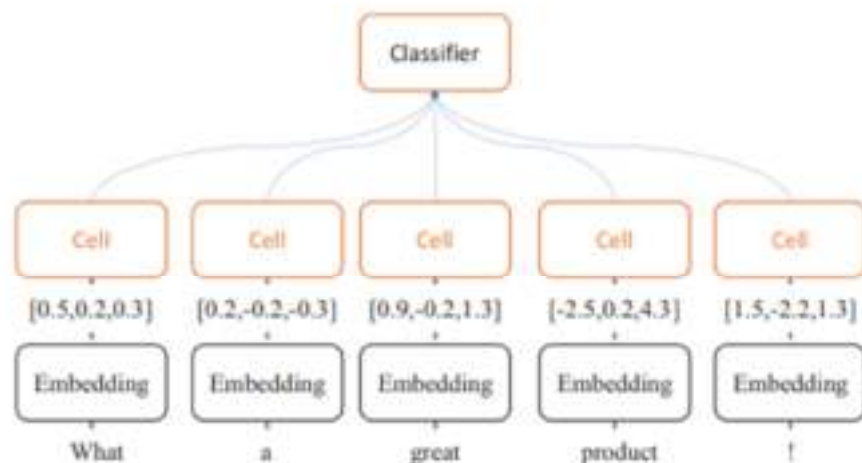 Classifier
Cell Cell Cell Cell Cell
[0.5,0.2,0.3] [0.2,-0.2,-0.3] [0.9,-0.2,1.3] [-2.5,0.2,4.3] [1.5,-2.2,1.3]
Embedding Embedding Embedding Embedding Embedding
What a great product !